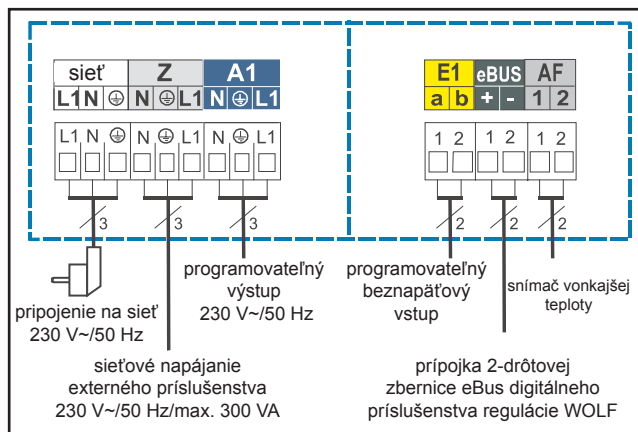 sieť Z A1
L1 N ⏚ N ⏚ L1 N ⏚ L1
L1 N ⏚ N ⏚ L1 N ⏚ L1
3 3 3
pripojenie na sieť
230 V~/50 Hz
sieťové napájanie
externého príslušenstva
230 V~/50 Hz/max. 300 VA
programovateľný
výstup
230 V~/50 Hz
E1 eBUS AF
a b + - 1 2
1 2 1 2 1 2
2 2 2
programovateľný
beznapäťový
vstup
prípojka 2-drôtovej
zbernice eBus digitálneho
príslušenstva regulácie WOLF
snímač vonkajšej
teploty